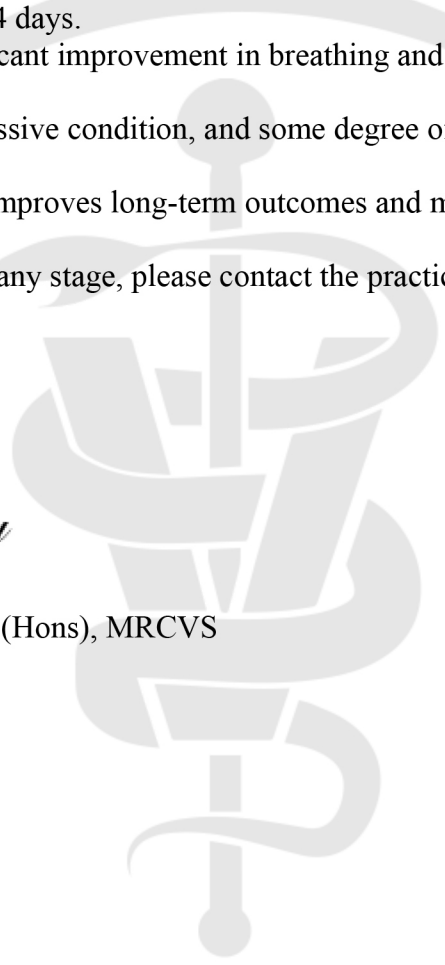 4 days.
cant improvement in breathing and
ssive condition, and some degree o
mproves long-term outcomes and m
any stage, please contact the practic
(Hons), MRCVS